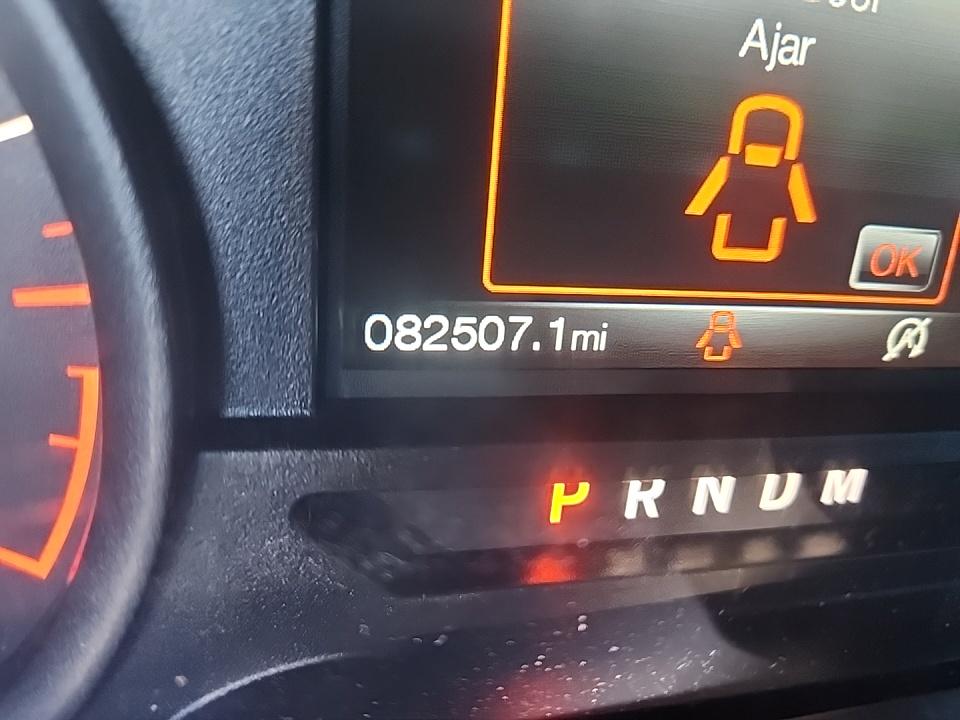 Ajar
OK
082507.1mi
P R N D M